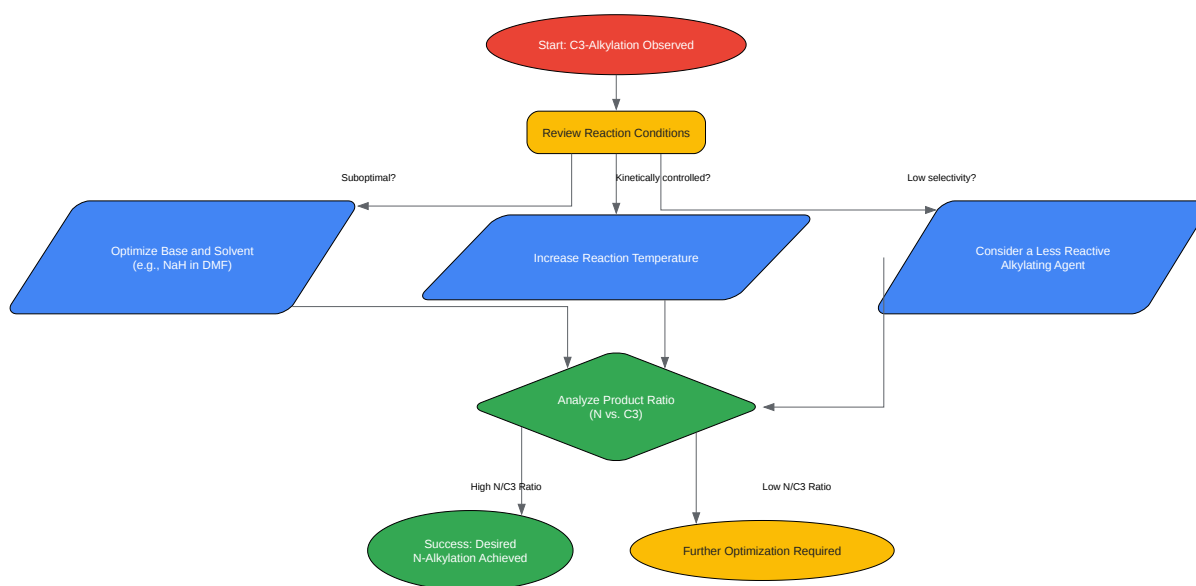 Start: C3-Alkylation Observed
Review Reaction Conditions
Suboptimal?
Kinetically controlled?
Low selectivity?
Optimize Base and Solvent
(e.g., NaH in DMF)
Increase Reaction Temperature
Consider a Less Reactive
Alkylating Agent
Analyze Product Ratio
(N vs. C3)
High N/C3 Ratio
Low N/C3 Ratio
Success: Desired
N-Alkylation Achieved
Further Optimization Required